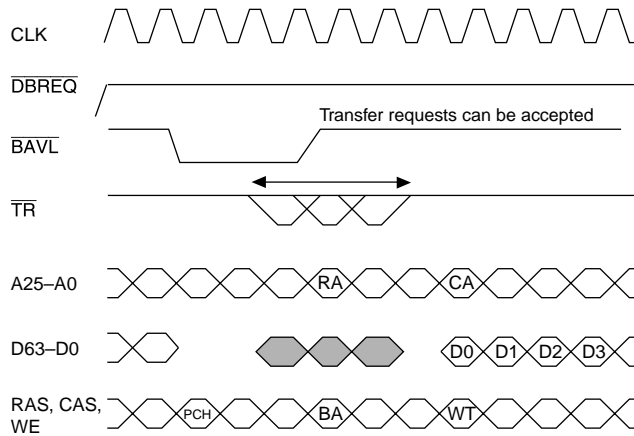 CLK
DBREQ
Transfer requests can be accepted
BAVL
TR
A25–A0 RA CA
D63–D0 D0 D1 D2 D3
RAS, CAS,
WE PCH BA WT